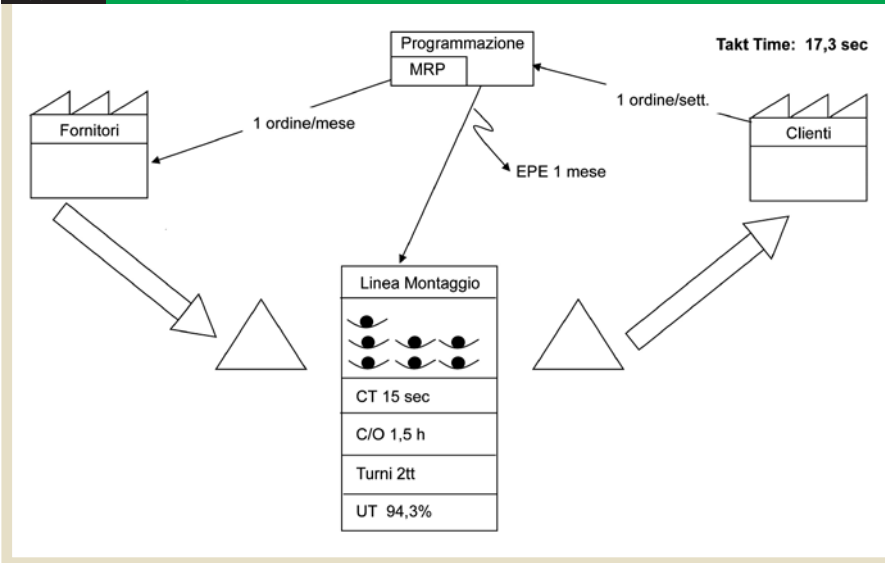 Programmazione
MRP
Takt Time: 17,3 sec
1 ordine/sett.
Fornitori
1 ordine/mese
Clienti
EPE 1 mese
Linea Montaggio
CT 15 sec
C/O 1,5 h
Turni 2tt
UT 94,3%